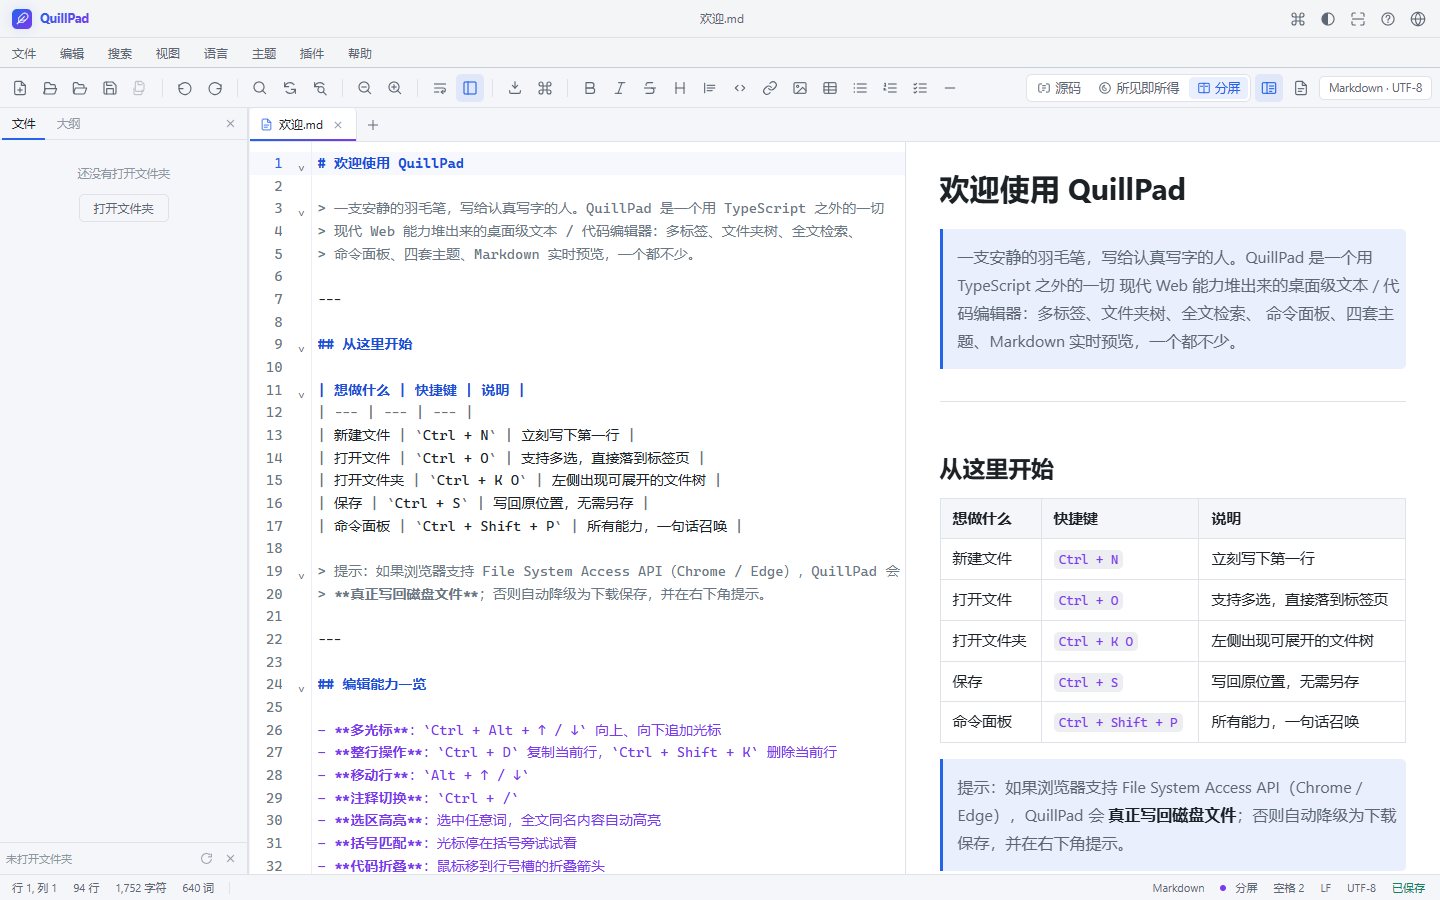 QuillPad
欢迎.md
文件 编辑 搜索 视图 语言 主题 插件 帮助
源码 所见即所得 分屏 Markdown · UTF-8
文件 大纲
欢迎.md
还没有打开文件夹
打开文件夹
未打开文件夹
1 # 欢迎使用 QuillPad
2
3 > 一支安静的羽毛笔，写给认真写字的人。QuillPad 是一个用 TypeScript 之外的一切
4 > 现代 Web 能力堆出来的桌面级文本 / 代码编辑器：多标签、文件夹树、全文检索、
5 > 命令面板、四套主题、Markdown 实时预览，一个都不少。
6
7 ---
8
9 ## 从这里开始
10
11 | 想做什么 | 快捷键 | 说明 |
12 | --- | --- | --- |
13 | 新建文件 | `Ctrl + N` | 立刻写下第一行 |
14 | 打开文件 | `Ctrl + O` | 支持多选，直接落到标签页 |
15 | 打开文件夹 | `Ctrl + K O` | 左侧出现可展开的文件树 |
16 | 保存 | `Ctrl + S` | 写回原位置，无需另存 |
17 | 命令面板 | `Ctrl + Shift + P` | 所有能力，一句话召唤 |
18
19 > 提示：如果浏览器支持 File System Access API（Chrome / Edge），QuillPad 会
20 > **真正写回磁盘文件**；否则自动降级为下载保存，并在右下角提示。
21
22 ---
23
24 ## 编辑能力一览
25
26 - **多光标**：`Ctrl + Alt + ↑ / ↓` 向上、向下追加光标
27 - **整行操作**：`Ctrl + D` 复制当前行，`Ctrl + Shift + K` 删除当前行
28 - **移动行**：`Alt + ↑ / ↓`
29 - **注释切换**：`Ctrl + /`
30 - **选区高亮**：选中任意词，全文同名内容自动高亮
31 - **括号匹配**：光标停在括号旁试试看
32 - **代码折叠**：鼠标移到行号槽的折叠箭头
欢迎使用 QuillPad
一支安静的羽毛笔，写给认真写字的人。QuillPad 是一个用
TypeScript 之外的一切 现代 Web 能力堆出来的桌面级文本 / 代
码编辑器：多标签、文件夹树、全文检索、 命令面板、四套主
题、Markdown 实时预览，一个都不少。
从这里开始
想做什么 快捷键 说明
新建文件 Ctrl + N 立刻写下第一行
打开文件 Ctrl + O 支持多选，直接落到标签页
打开文件夹 Ctrl + K O 左侧出现可展开的文件树
保存 Ctrl + S 写回原位置，无需另存
命令面板 Ctrl + Shift + P 所有能力，一句话召唤
提示：如果浏览器支持 File System Access API（Chrome /
Edge），QuillPad 会 真正写回磁盘文件；否则自动降级为下载
保存，并在右下角提示。
行 1, 列 1 94 行 1,752 字符 640 词 Markdown 分屏 空格 2 LF UTF-8 已保存